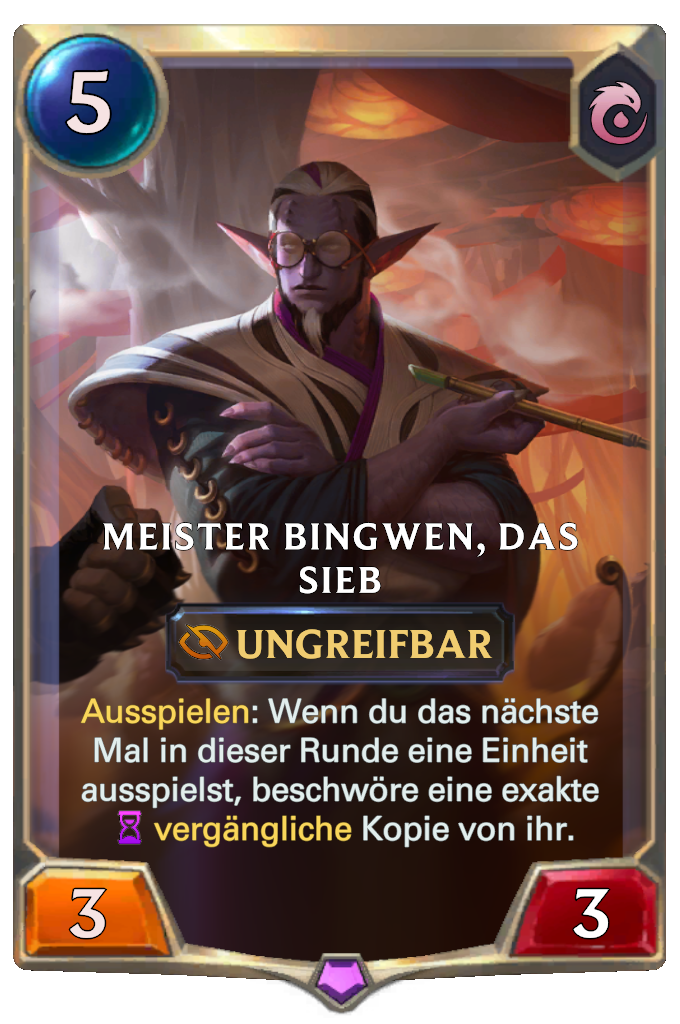 5
MEISTER BINGWEN, DAS
SIEB
UNGREIFBAR
Ausspielen: Wenn du das nächste
Mal in dieser Runde eine Einheit
ausspielst, beschwöre eine exakte
vergängliche Kopie von ihr.
3
3